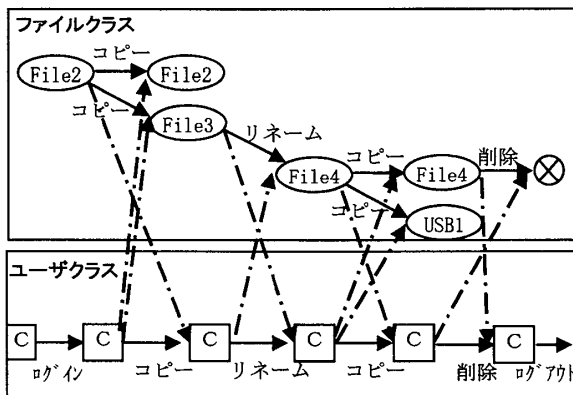 ファイルクラス
コピー
File2
File2
コピー
File3
リネーム
File4
コピー
File4
削除
コピー
USB1
ユーザクラス
C
C
C
C
C
C
ログイン
コピー
リネーム
コピー
削除
ログアウト